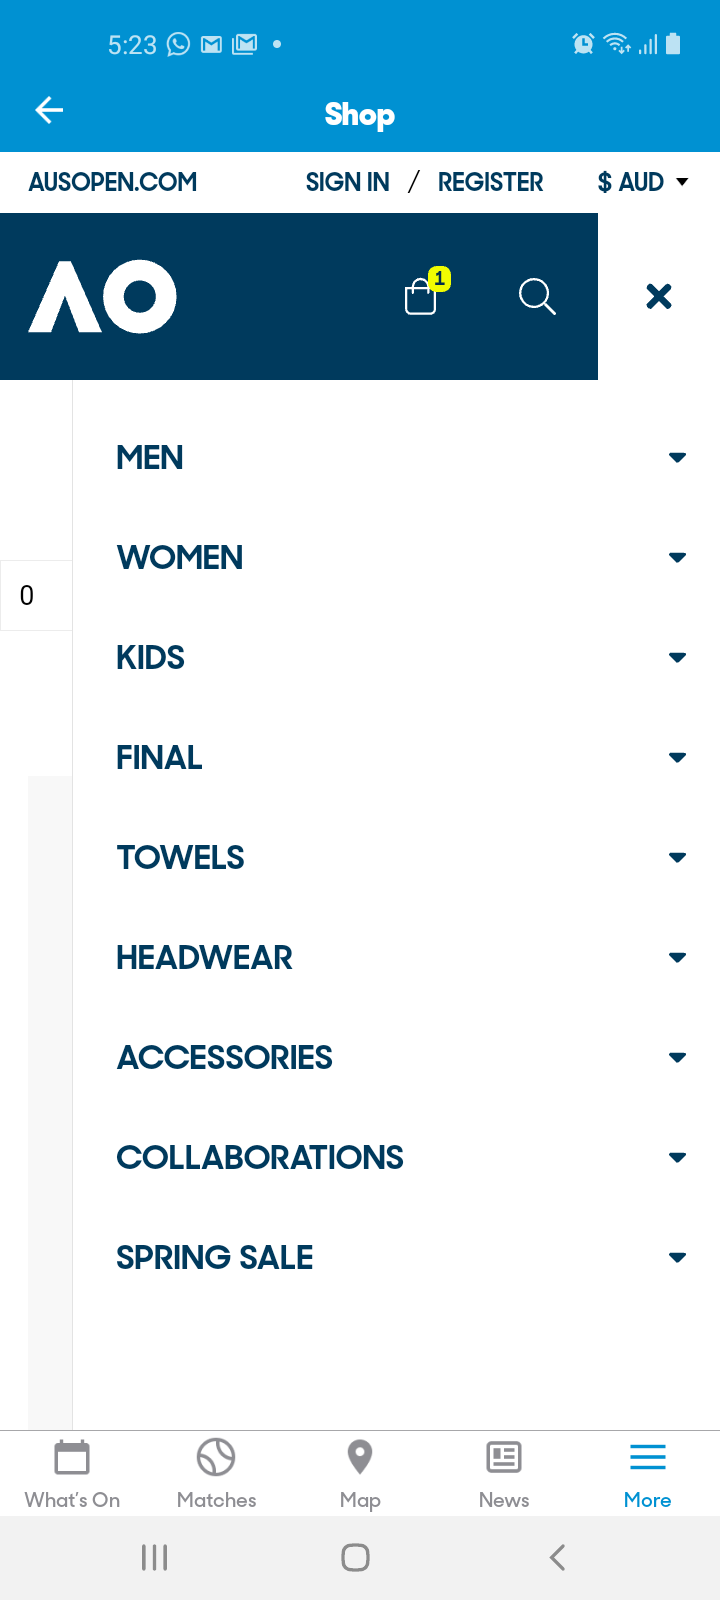 5:23
Shop
AUSOPEN.COM SIGN IN / REGISTER $ AUD
AO 1
MEN
WOMEN
0
KIDS
FINAL
TOWELS
HEADWEAR
ACCESSORIES
COLLABORATIONS
SPRING SALE
What's On Matches Map News More